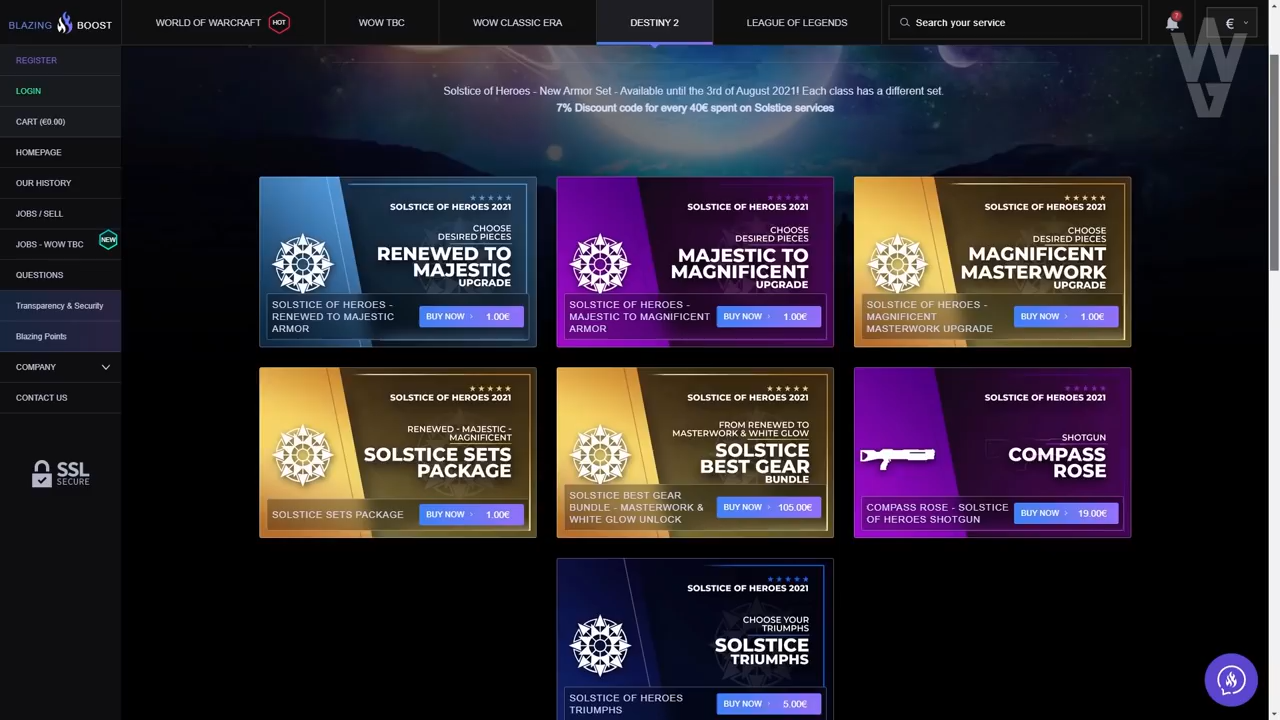 BLAZING BOOST
WORLD OF WARCRAFT HOT
WOW TBC
WOW CLASSIC ERA
DESTINY 2
LEAGUE OF LEGENDS
Search your service
7
€
W
G
REGISTER
LOGIN
CART (€0.00)
HOMEPAGE
OUR HISTORY
JOBS / SELL
JOBS - WOW TBC NEW
QUESTIONS
Transparency & Security
Blazing Points
COMPANY
CONTACT US
SSL
SECURE
Solstice of Heroes - New Armor Set - Available until the 3rd of August 2021! Each class has a different set.
7% Discount code for every 40€ spent on Solstice services
SOLSTICE OF HEROES 2021
CHOOSE
DESIRED PIECES
RENEWED TO
MAJESTIC
UPGRADE
SOLSTICE OF HEROES -
RENEWED TO MAJESTIC
ARMOR
BUY NOW 1.00€
SOLSTICE OF HEROES 2021
CHOOSE
DESIRED PIECES
MAJESTIC TO
MAGNIFICENT
UPGRADE
SOLSTICE OF HEROES -
MAJESTIC TO MAGNIFICENT
ARMOR
BUY NOW 1.00€
SOLSTICE OF HEROES 2021
CHOOSE
DESIRED PIECES
MAGNIFICENT
MASTERWORK
UPGRADE
SOLSTICE OF HEROES -
MAGNIFICENT
MASTERWORK UPGRADE
BUY NOW 1.00€
SOLSTICE OF HEROES 2021
RENEWED - MAJESTIC -
MAGNIFICENT
SOLSTICE SETS
PACKAGE
SOLSTICE SETS PACKAGE
BUY NOW 1.00€
SOLSTICE OF HEROES 2021
FROM RENEWED TO
MASTERWORK & WHITE GLOW
SOLSTICE
BEST GEAR
BUNDLE
SOLSTICE BEST GEAR
BUNDLE - MASTERWORK &
WHITE GLOW UNLOCK
BUY NOW 105.00€
SOLSTICE OF HEROES 2021
SHOTGUN
COMPASS
ROSE
COMPASS ROSE - SOLSTICE
OF HEROES SHOTGUN
BUY NOW 19.00€
SOLSTICE OF HEROES 2021
CHOOSE YOUR
TRIUMPHS
SOLSTICE
TRIUMPHS
SOLSTICE OF HEROES
TRIUMPHS
BUY NOW 5.00€